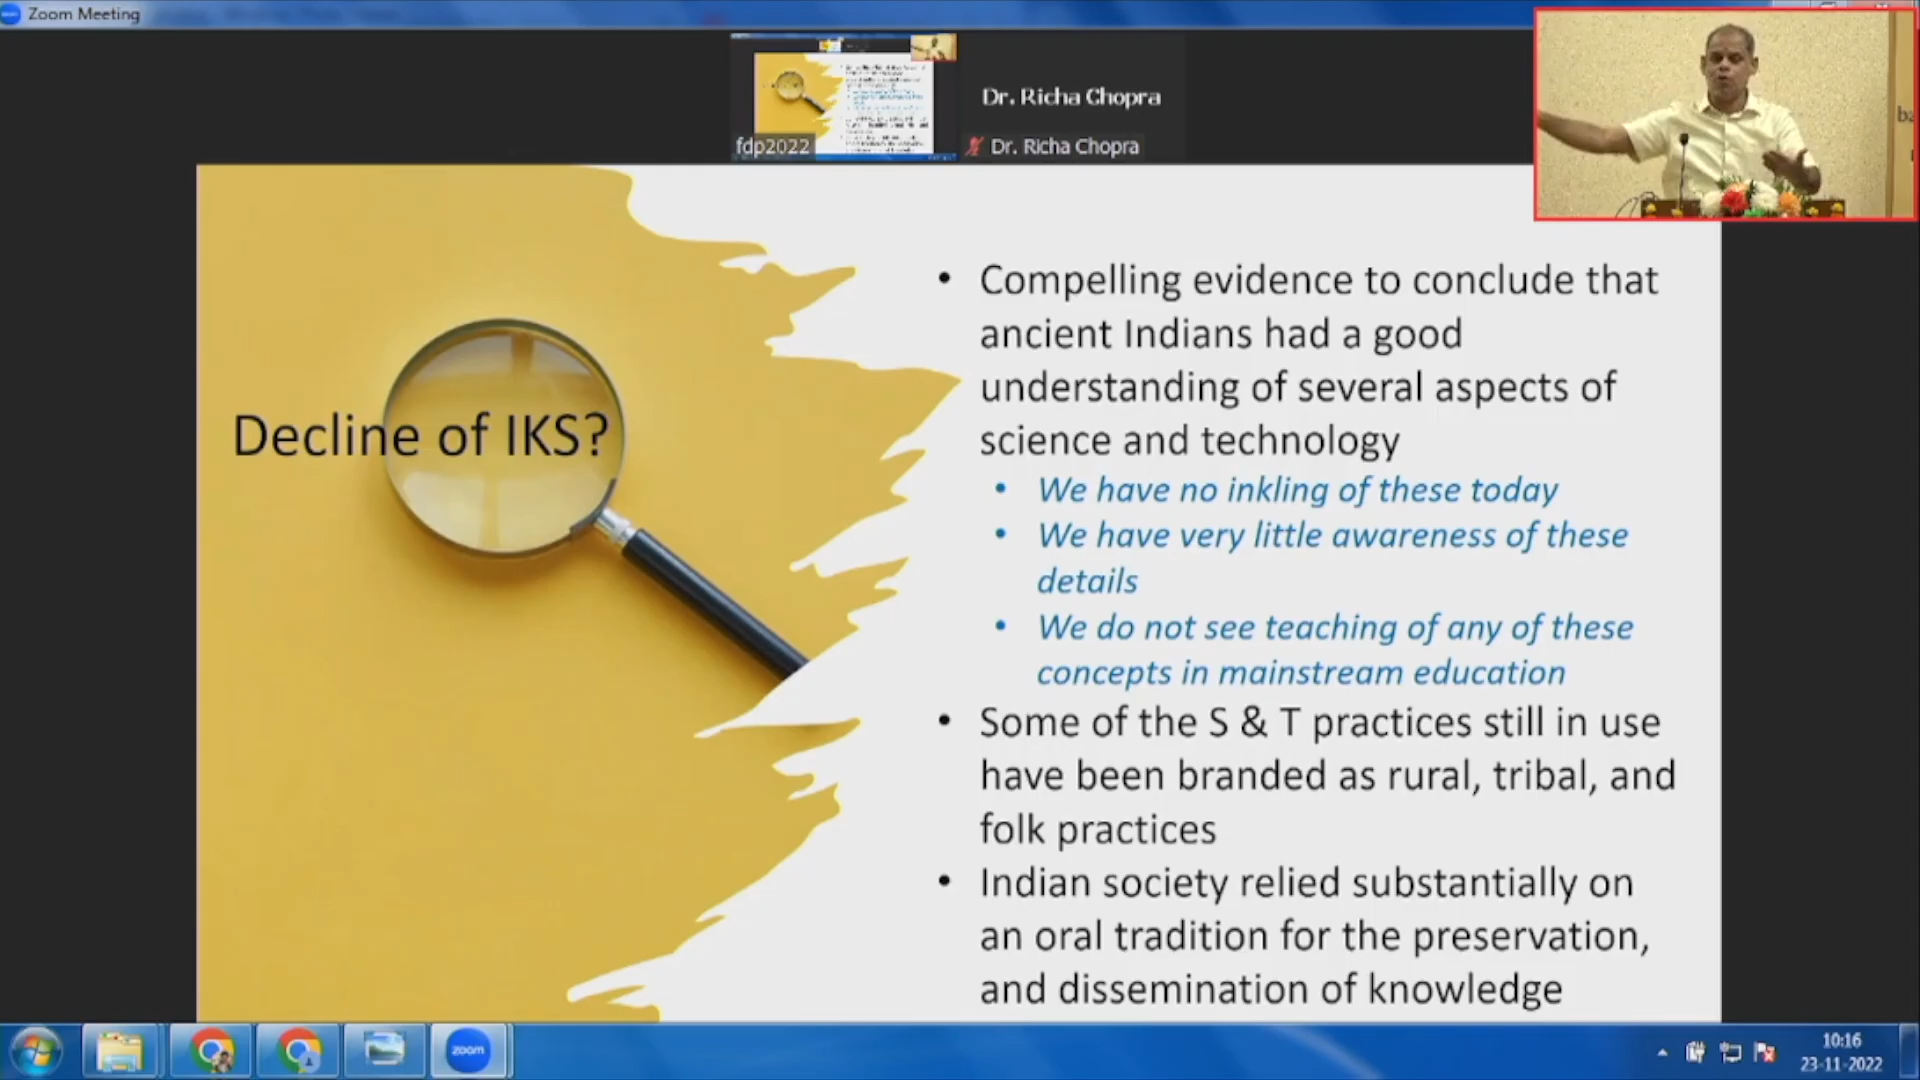 Zoom Meeting
fdp2022
Dr. Richa Chopra
Dr. Richa Chopra
Decline of IKS?
• Compelling evidence to conclude that
ancient Indians had a good
understanding of several aspects of
science and technology
• We have no inkling of these today
• We have very little awareness of these
details
• We do not see teaching of any of these
concepts in mainstream education
• Some of the S & T practices still in use
have been branded as rural, tribal, and
folk practices
• Indian society relied substantially on
an oral tradition for the preservation,
and dissemination of knowledge
zoom
10:16
23-11-2022